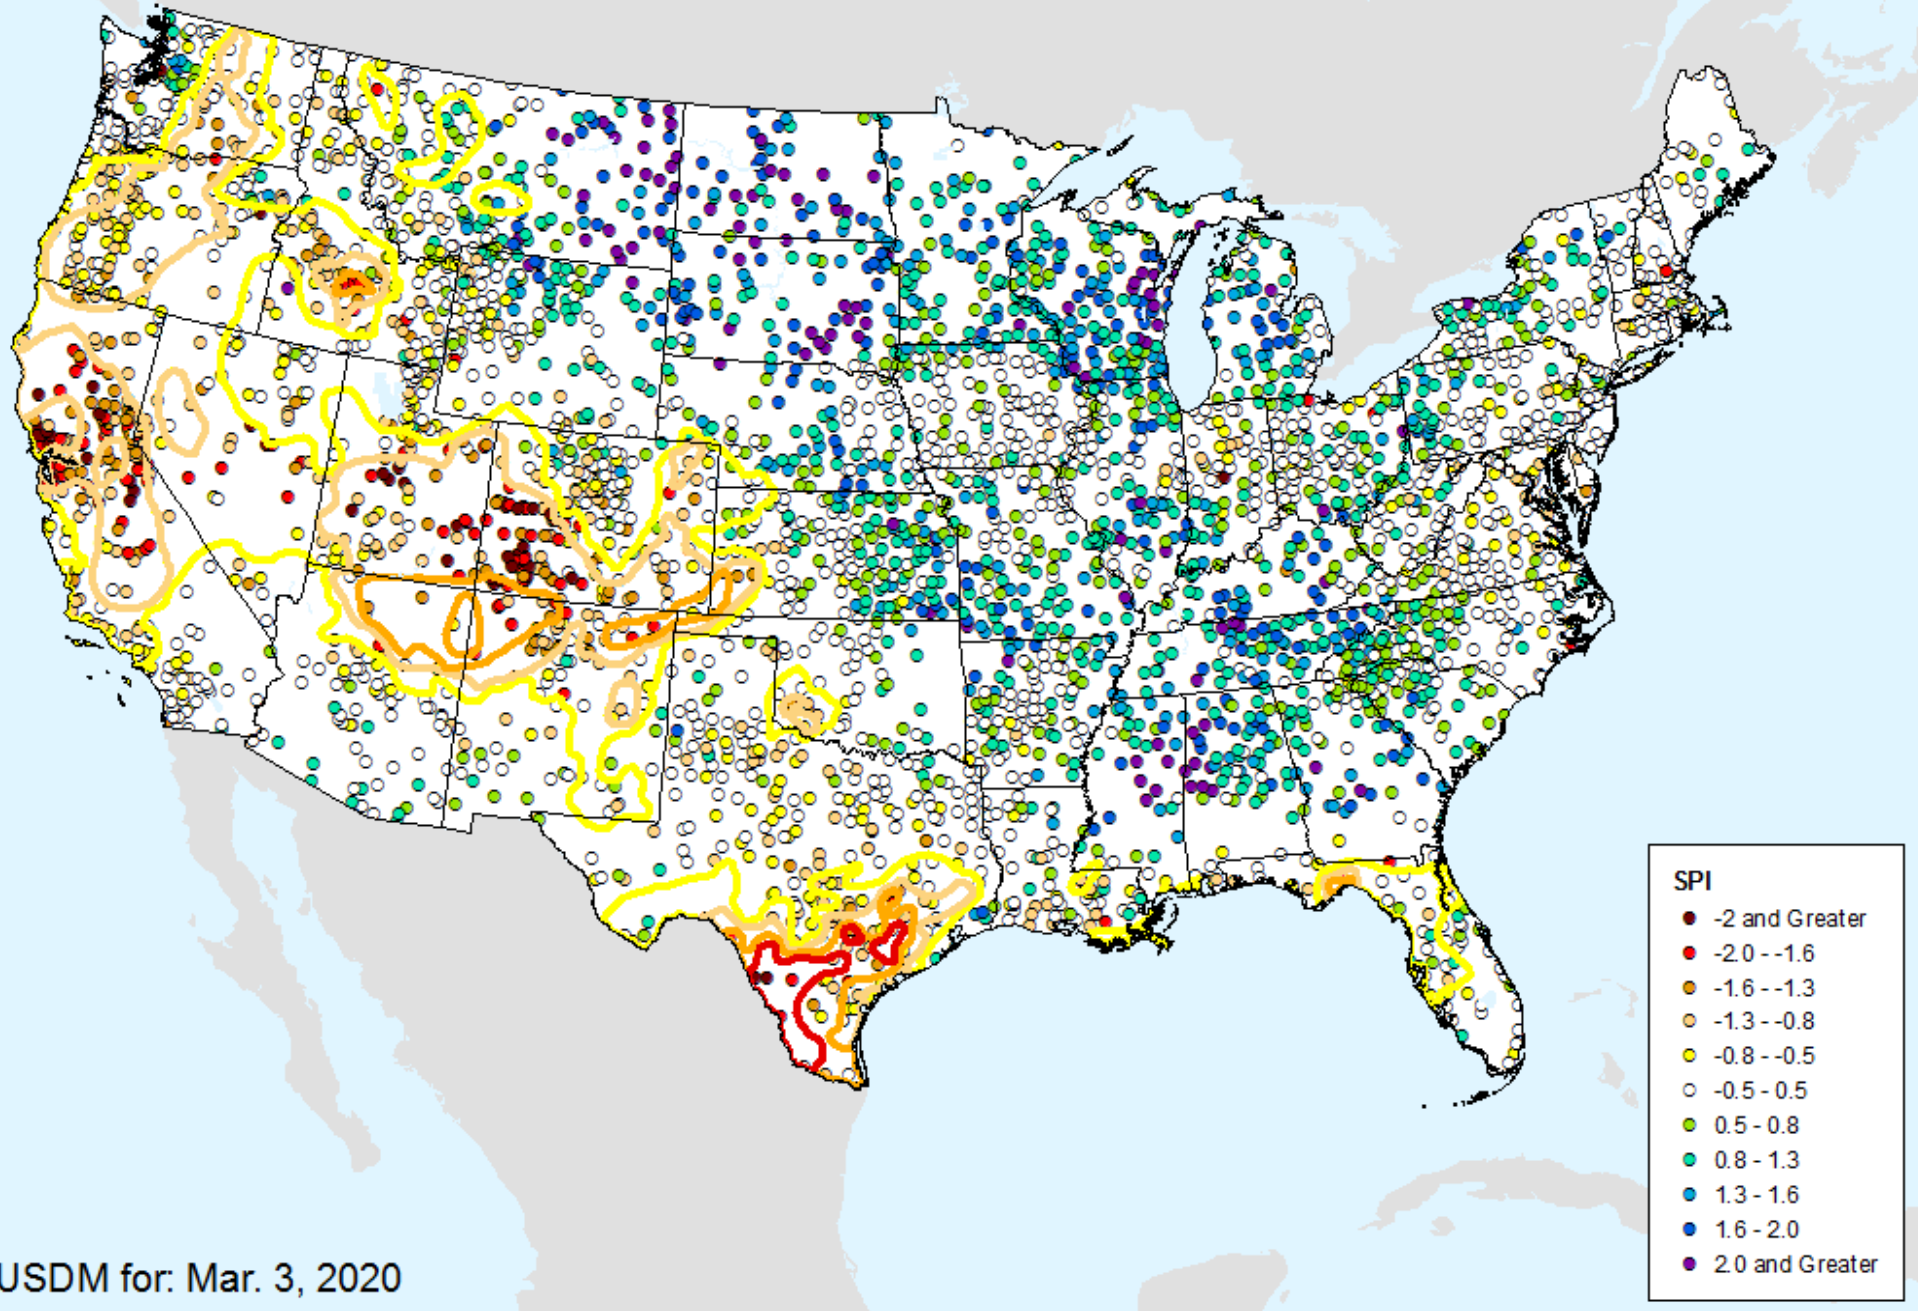 SPI
-2 and Greater
-2.0 - -1.6
-1.6 - -1.3
-1.3 - -0.8
-0.8 - -0.5
-0.5 - 0.5
0.5 - 0.8
0.8 - 1.3
1.3 - 1.6
1.6 - 2.0
2.0 and Greater
USDM for: Mar. 3, 2020